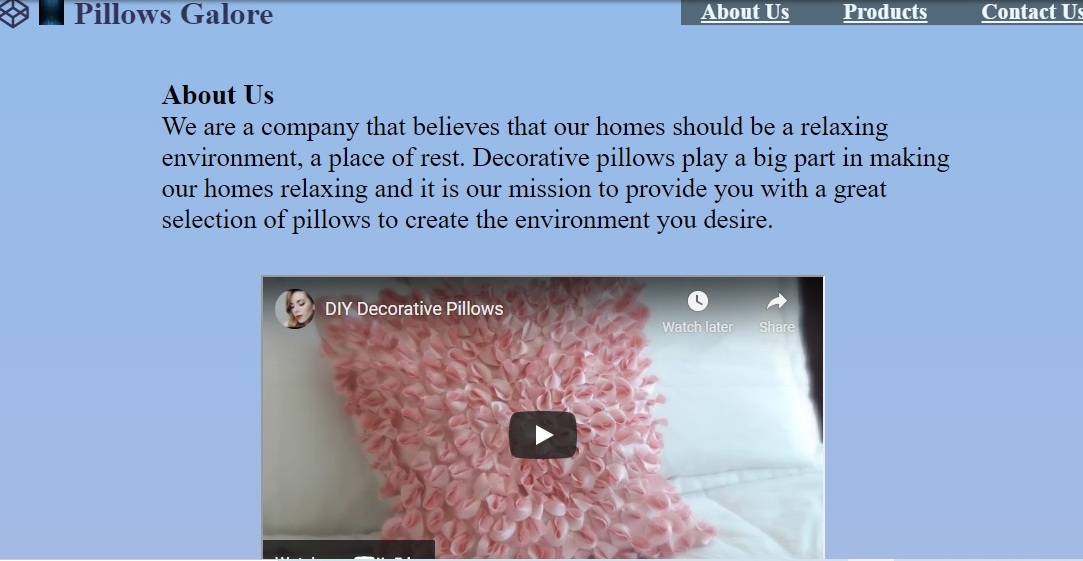 Pillows Galore
About Us Products Contact Us
About Us
We are a company that believes that our homes should be a relaxing
environment, a place of rest. Decorative pillows play a big part in making
our homes relaxing and it is our mission to provide you with a great
selection of pillows to create the environment you desire.
DIY Decorative Pillows
Watch later Share